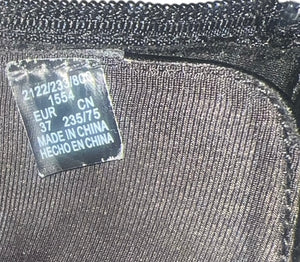 2122/233/800
1554
EUR CN
37 235/75
MADE IN CHINA
HECHO EN CHINA